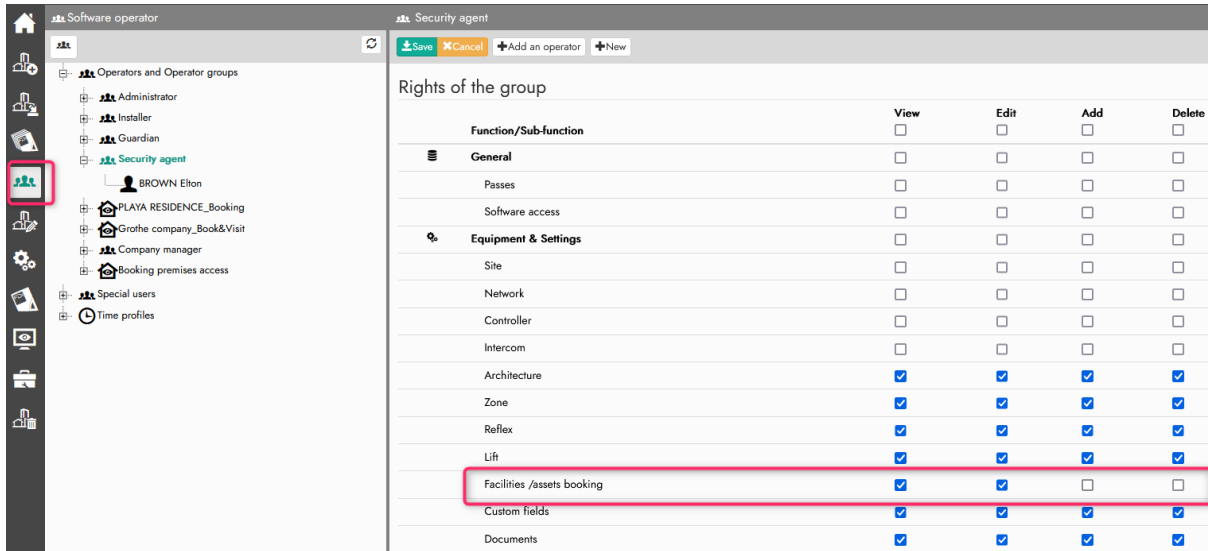 Software operator
Operators and Operator groups
Administrator
Installer
Guardian
Security agent
BROWN Elton
PLAYA RESIDENCE_Booking
Grothe company_Book&Visit
Company manager
Booking premises access
Special users
Time profiles
Security agent
Save Cancel Add an operator New
Rights of the group
View Edit Add Delete
Function/Sub-function
General
Passes
Software access
Equipment & Settings
Site
Network
Controller
Intercom
Architecture
Zone
Reflex
Lift
Facilities /assets booking
Custom fields
Documents